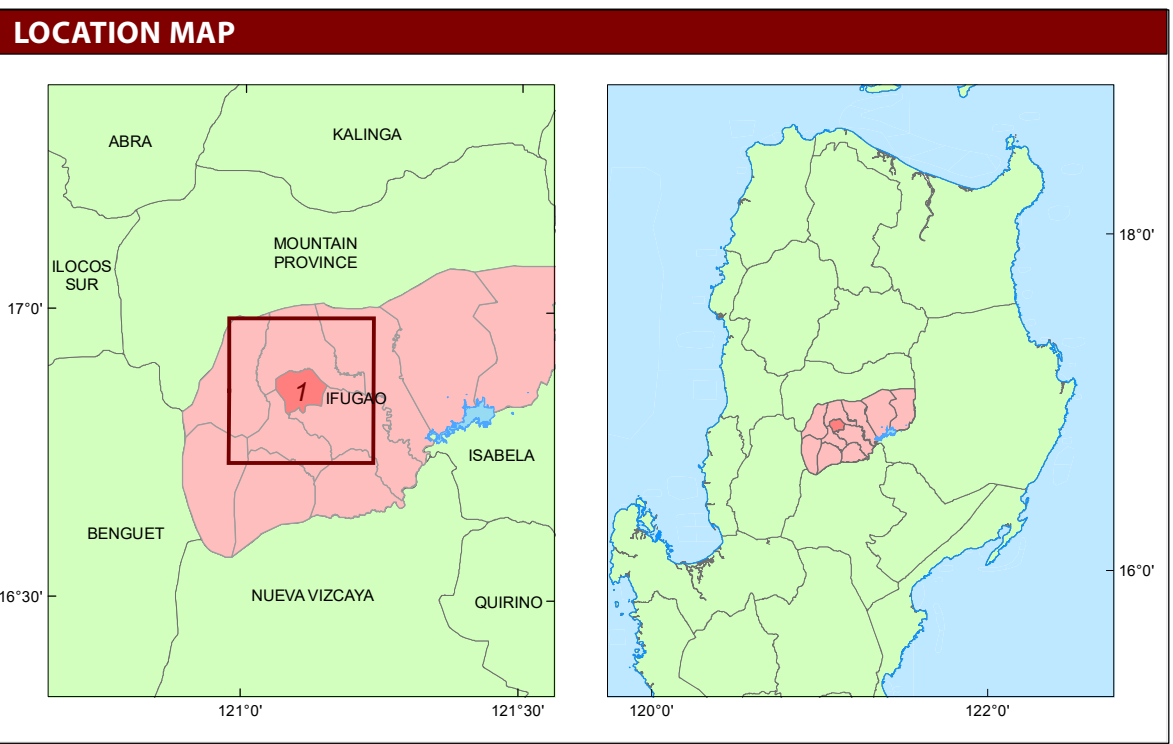 LOCATION MAP
ABRA
KALINGA
MOUNTAIN
PROVINCE
ILOCOS
SUR
17°0'
1
IFUGAO
ISABELA
BENGUET
NUEVA VIZCAYA
QUIRINO
16°30'
121°0'
121°30'
18°0'
16°0'
120°0'
122°0'